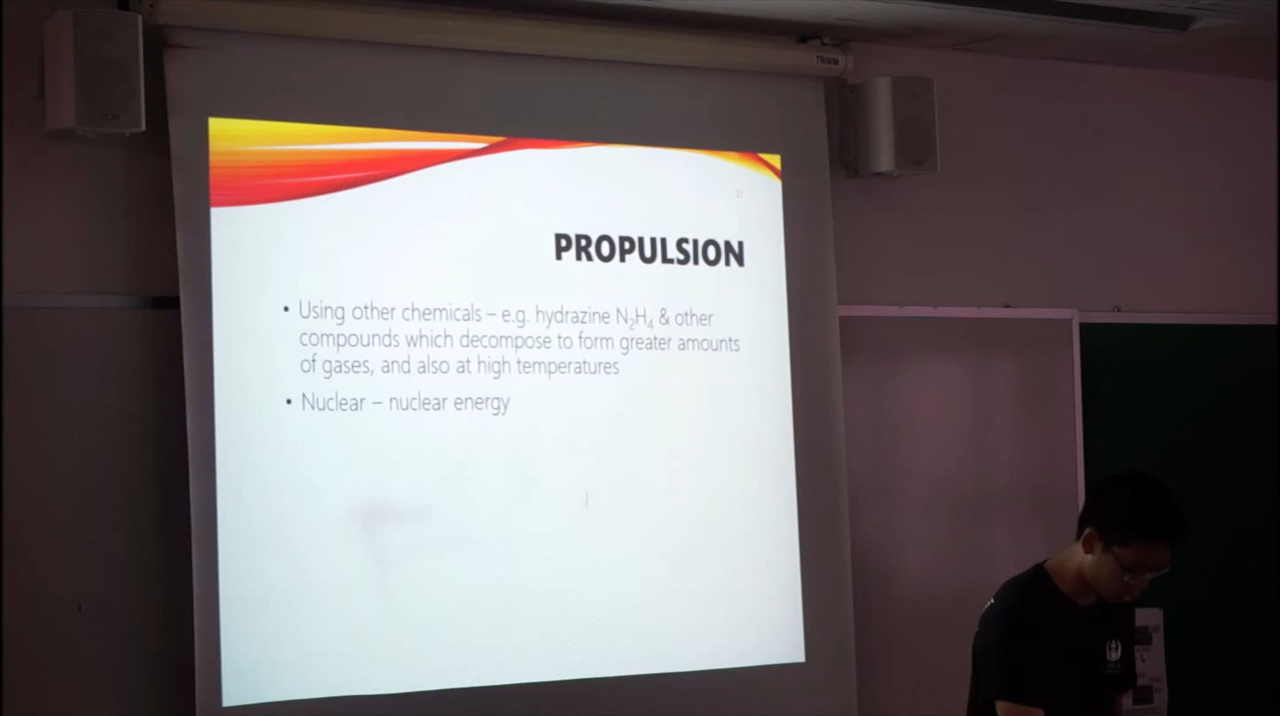 TRIUMPH
PROPULSION
• Using other chemicals – e.g. hydrazine N₂H₄ & other
compounds which decompose to form greater amounts
of gases, and also at high temperatures
• Nuclear – nuclear energy